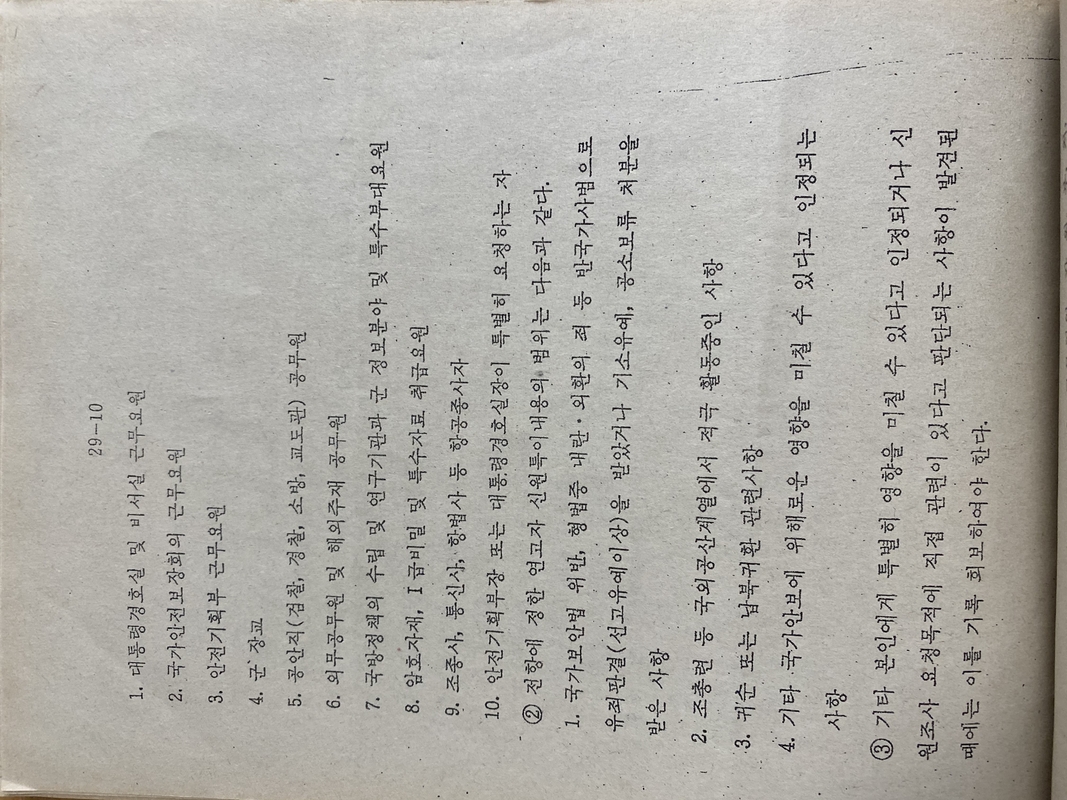 29-10
1. 대통령경호실 및 비서실 근무요원
2. 국가안전보장회의 근무요원
3. 안전기획부 근무요원
4. 군 장교
5. 공안직(검찰, 경찰, 소방, 교도관) 공무원
6. 외무공무원 및 해외주재 공무원
7. 국방정책의 수립 및 연구기관과 군 정보분야 및 특수부대요원
8. 암호자재, I급비밀 및 특수자료 취급요원
9. 조종사, 통신사, 항법사 등 항공종사자
10. 안전기획부장 또는 대통령경호실장이 특별히 요청하는 자
② 전항에 정한 연고자 신원특이내용의 범위는 다음과 같다.
1. 국가보안법 위반, 형법중 내란·외환의 죄 등 반국가사범으로
유죄판결(선고유예이상)을 받았거나 기소유예, 공소보류 처분을
받은 사항
2. 조총련 등 국외공산계열에서 적극 활동중인 사항
3. 귀순 또는 납북귀환 관련사항
4. 기타 국가안보에 위해로운 영향을 미칠 수 있다고 인정되는
사항
③ 기타 본인에게 특별히 영향을 미칠 수 있다고 인정되거나 신
원조사 요청목적에 직접 관련이 있다고 판단되는 사항이 발견된
때에는 이를 기록 회보하여야 한다.